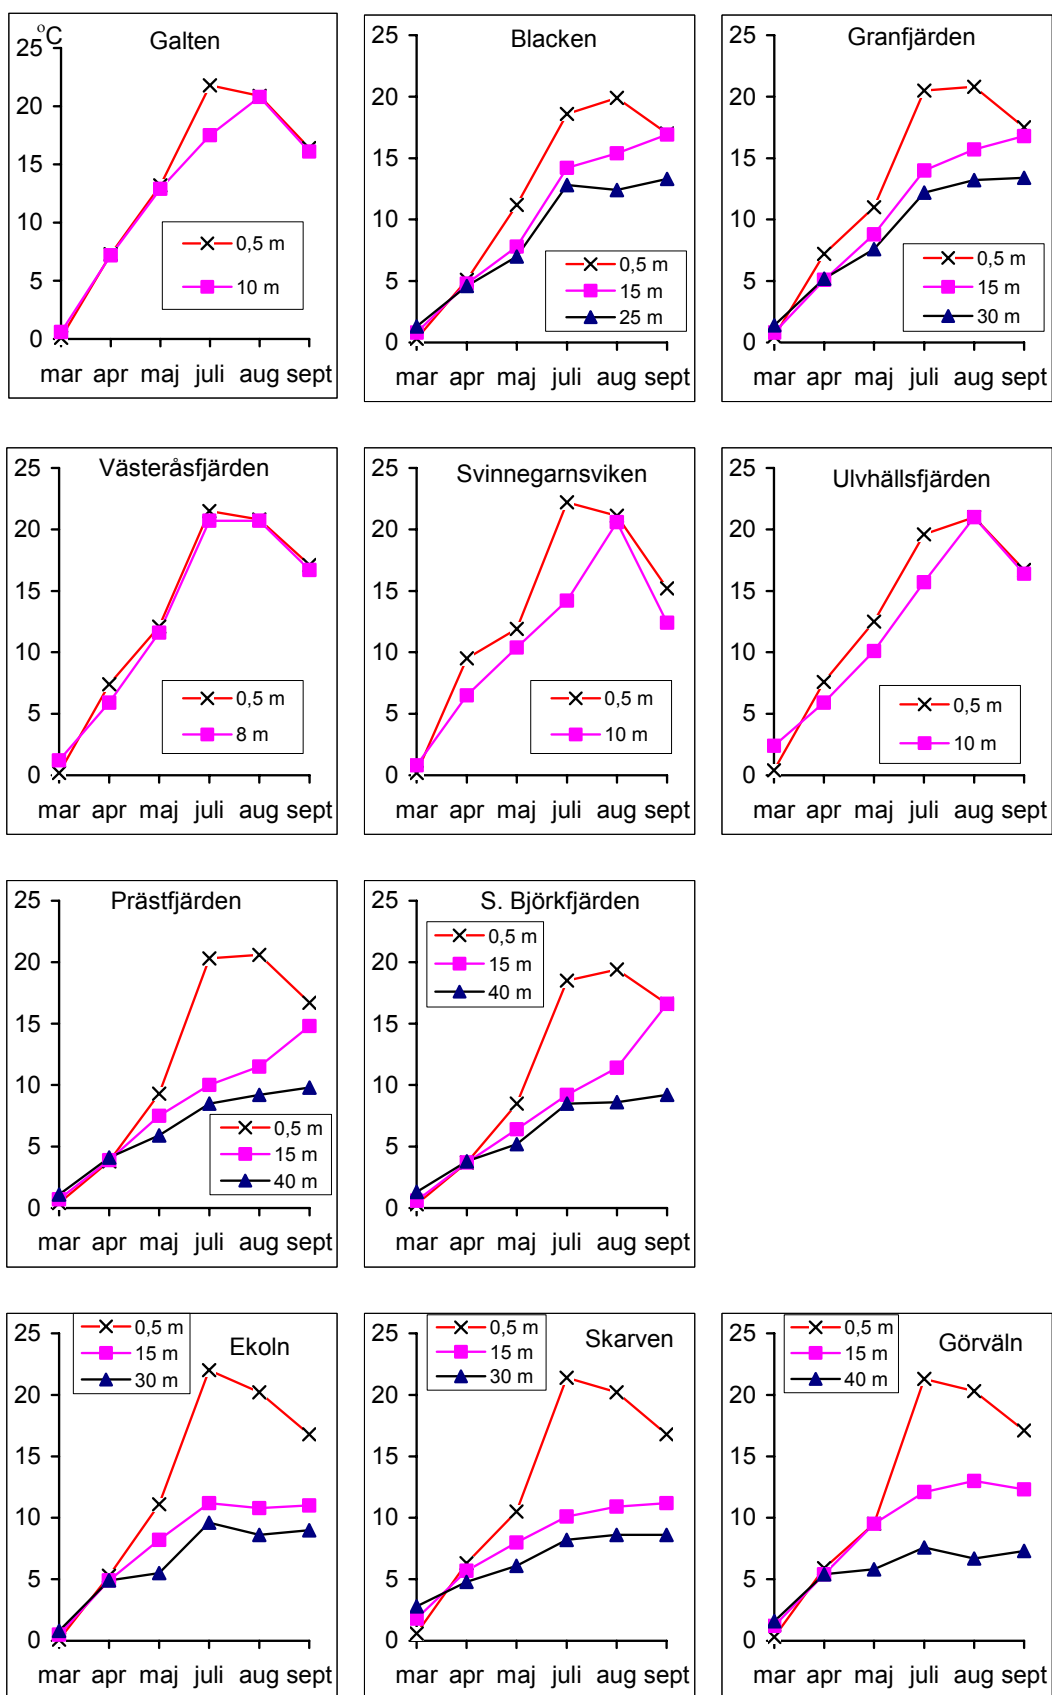 °C
Galten
25
20
15
10
5
0
0,5 m
10 m
mar apr maj juli aug sept
Blacken
25
20
15
10
5
0
0,5 m
15 m
25 m
mar apr maj juli aug sept
Granfjärden
25
20
15
10
5
0
0,5 m
15 m
30 m
mar apr maj juli aug sept
Västeråsfjärden
25
20
15
10
5
0
0,5 m
8 m
mar apr maj juli aug sept
Svinnegarnsviken
25
20
15
10
5
0
0,5 m
10 m
mar apr maj juli aug sept
Ulvhällsfjärden
25
20
15
10
5
0
0,5 m
10 m
mar apr maj juli aug sept
Prästfjärden
25
20
15
10
5
0
0,5 m
15 m
40 m
mar apr maj juli aug sept
S. Björkfjärden
25
20
15
10
5
0
0,5 m
15 m
40 m
mar apr maj juli aug sept
Ekoln
25
20
15
10
5
0
0,5 m
15 m
30 m
mar apr maj juli aug sept
Skarven
25
20
15
10
5
0
0,5 m
15 m
30 m
mar apr maj juli aug sept
Görväln
25
20
15
10
5
0
0,5 m
15 m
40 m
mar apr maj juli aug sept